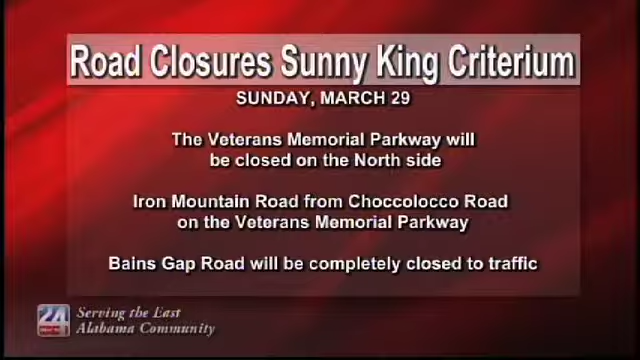 Road Closures Sunny King Criterium
SUNDAY, MARCH 29
The Veterans Memorial Parkway will
be closed on the North side
Iron Mountain Road from Choccolocco Road
on the Veterans Memorial Parkway
Bains Gap Road will be completely closed to traffic
24
Serving the East
Alabama Community